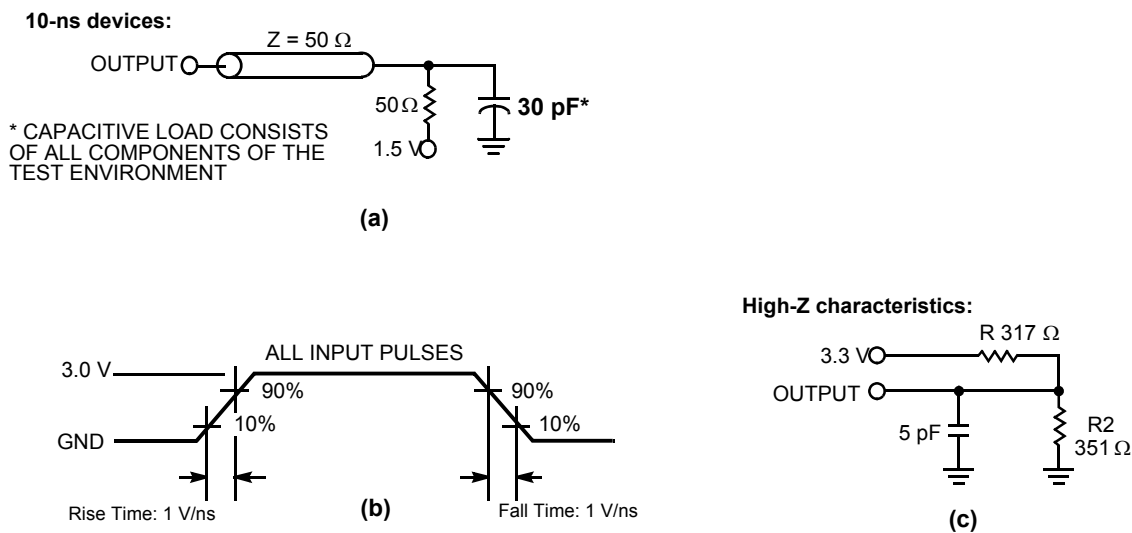 10-ns devices:
Z = 50 Ω
OUTPUT
50Ω
30 pF*
* CAPACITIVE LOAD CONSISTS
OF ALL COMPONENTS OF THE
TEST ENVIRONMENT
1.5 V
(a)
High-Z characteristics:
R 317 Ω
3.3 V
OUTPUT
5 pF
R2
351 Ω
(c)
ALL INPUT PULSES
3.0 V
90%
10%
GND
90%
10%
Rise Time: 1 V/ns
(b)
Fall Time: 1 V/ns